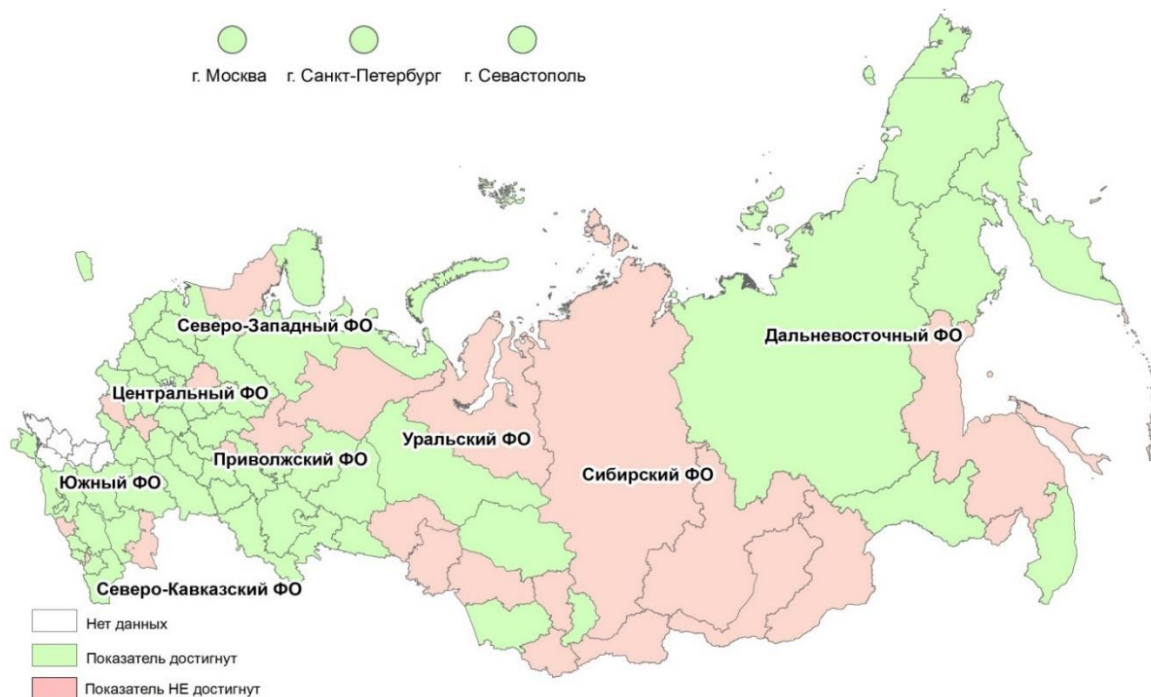 г. Москва г. Санкт-Петербург г. Севастополь
Северо-Западный ФО
Дальневосточный ФО
Центральный ФО
Уральский ФО
Приволжский ФО
Сибирский ФО
Южный ФО
Северо-Кавказский ФО
Нет данных
Показатель достигнут
Показатель НЕ достигнут